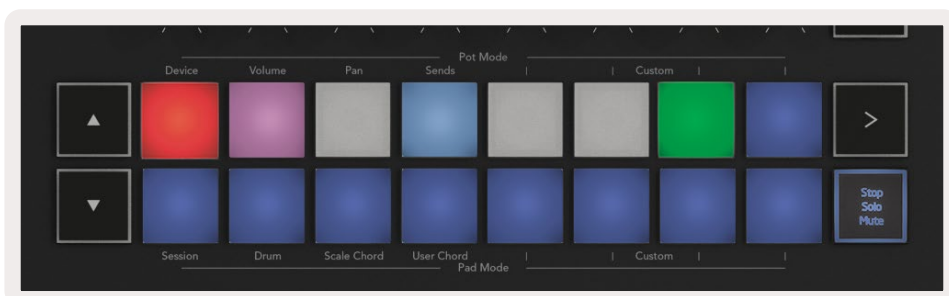 Pot Mode
Device Volume Pan Sends Custom
▲ >
▼ Stop
Solo
Mute
Session Drum Scale Chord User Chord Custom
Pad Mode